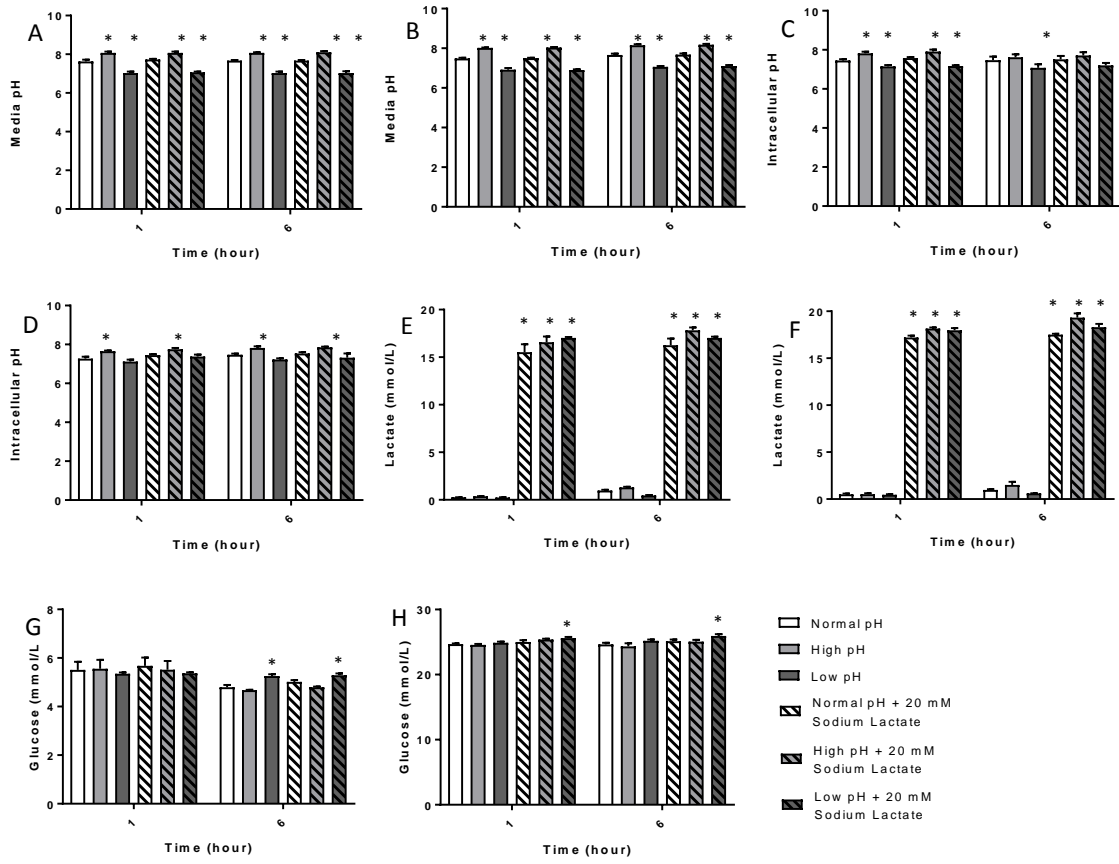 A
* * * * * * * *
Media pH
10
8
6
4
2
0
1
6
Time (hour)
B
* * * * * * * *
Media pH
10
8
6
4
2
0
1
6
Time (hour)
C
* * * * *
Intracellular pH
10
8
6
4
2
0
1
6
Time (hour)
D
* * * *
Intracellular pH
8
6
4
2
0
1
6
Time (hour)
E
* * * * * *
Lactate (mmol/L)
20
15
10
5
0
1
6
Time (hour)
F
* * * * * *
Lactate (mmol/L)
20
15
10
5
0
1
6
Time (hour)
G
* *
Glucose (mmol/L
8
6
4
2
0
1
6
Time (hour)
H
* *
Glucose (mmol/L)
30
20
10
0
1
6
Time (hour)
Normal pH
High pH
Low pH
Normal pH + 20 mM
Sodium Lactate
High pH + 20 mM
Sodium Lactate
Low pH + 20 mM
Sodium Lactate